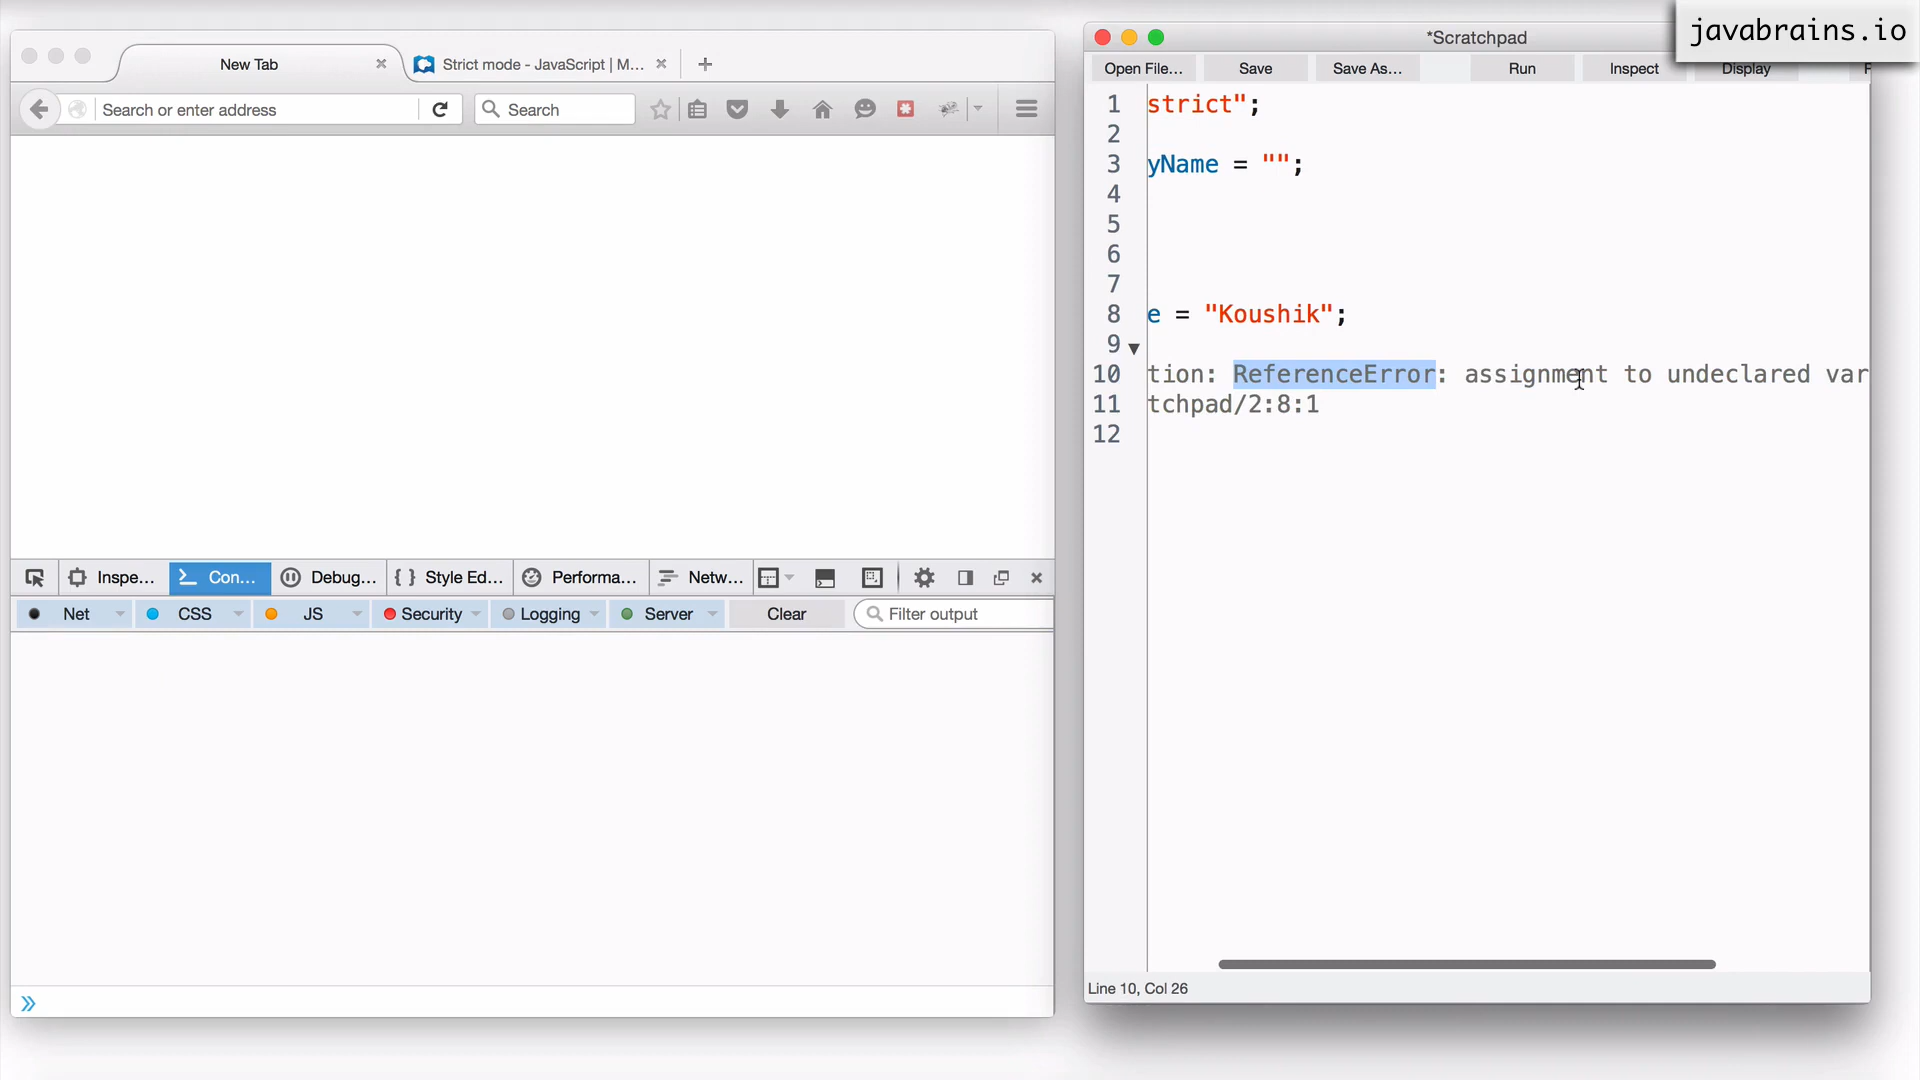 javabrains.io
New Tab
Strict mode - JavaScript | M...
Search or enter address
Search
Inspe...
Con...
Debug...
Style Ed...
Performa...
Netw...
Net
CSS
JS
Security
Logging
Server
Clear
Filter output
*Scratchpad
Open File...
Save
Save As...
Run
Inspect
Display
1 strict";
2
3 yName = "";
4
5
6
7
8 e = "Koushik";
9
10 tion: ReferenceError: assignment to undeclared var
11 tchpad/2:8:1
12
Line 10, Col 26